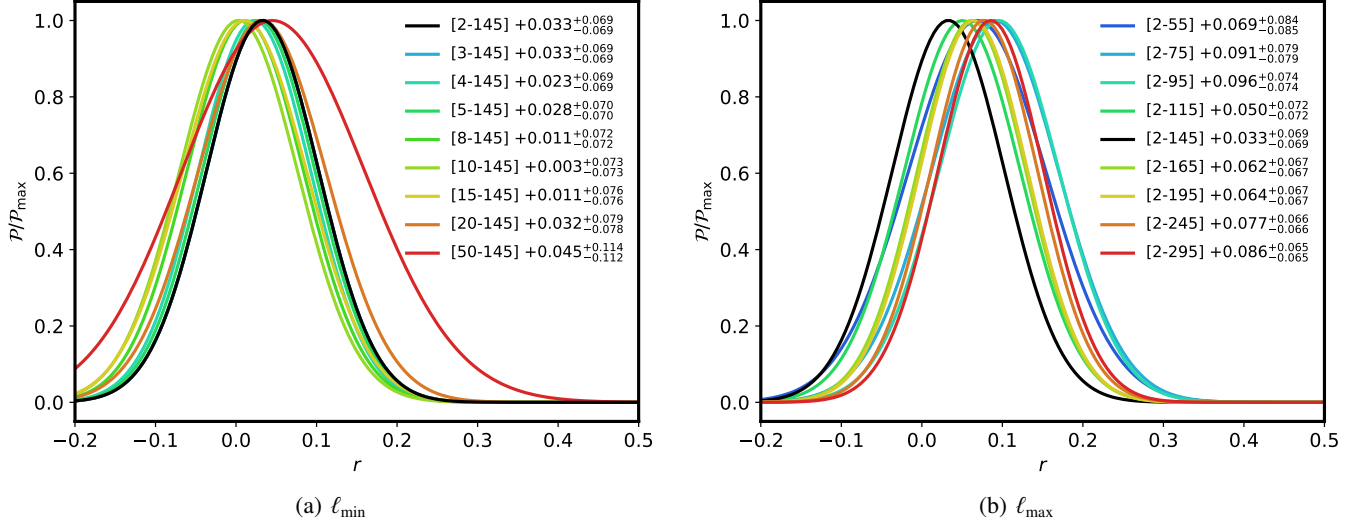 1.0
0.8
0.6
0.4
0.2
0.0
𝒫/𝒫max
−0.2
−0.1
0.0
0.1
0.2
0.3
0.4
0.5
r
[2-145] +0.033 +0.069 −0.069
[3-145] +0.033 +0.069 −0.069
[4-145] +0.023 +0.069 −0.069
[5-145] +0.028 +0.070 −0.070
[8-145] +0.011 +0.072 −0.072
[10-145] +0.003 +0.073 −0.073
[15-145] +0.011 +0.076 −0.076
[20-145] +0.032 +0.079 −0.078
[50-145] +0.045 +0.114 −0.112
(a) ℓmin
1.0
0.8
0.6
0.4
0.2
0.0
𝒫/𝒫max
−0.2
−0.1
0.0
0.1
0.2
0.3
0.4
0.5
r
[2-55] +0.069 +0.084 −0.085
[2-75] +0.091 +0.079 −0.079
[2-95] +0.096 +0.074 −0.074
[2-115] +0.050 +0.072 −0.072
[2-145] +0.033 +0.069 −0.069
[2-165] +0.062 +0.067 −0.067
[2-195] +0.064 +0.067 −0.067
[2-245] +0.077 +0.066 −0.066
[2-295] +0.086 +0.065 −0.065
(b) ℓmax